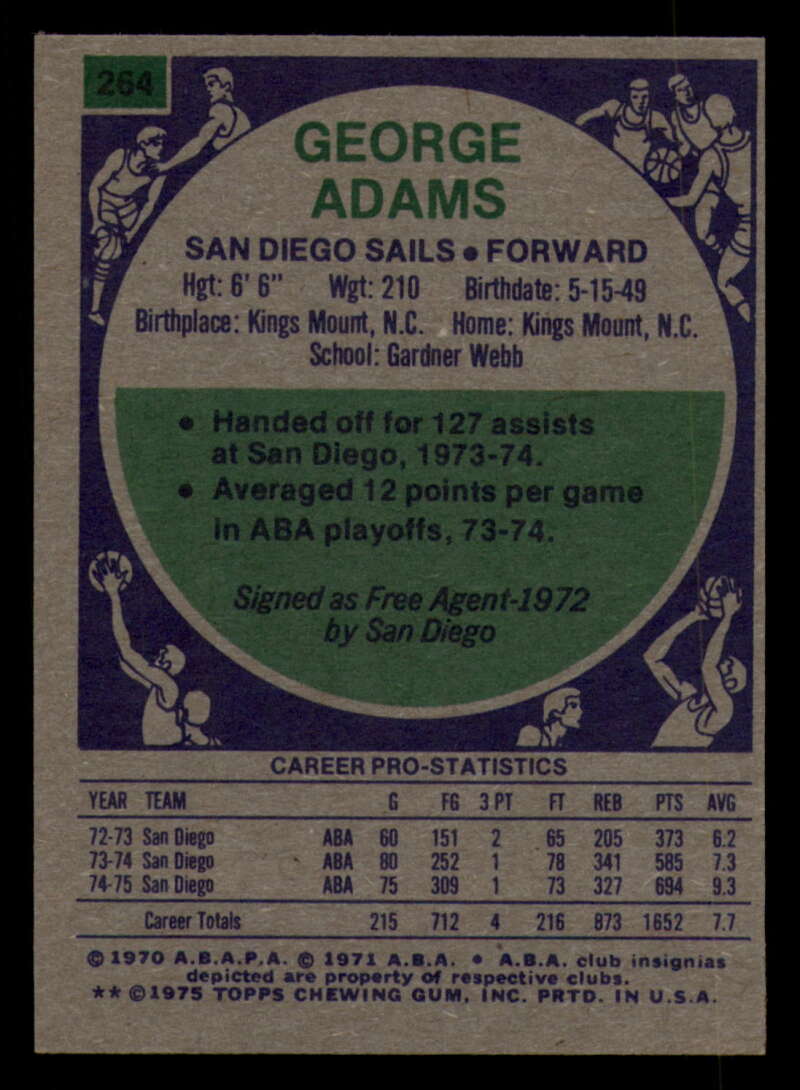 264
GEORGE
ADAMS
SAN DIEGO SAILS • FORWARD
Hgt: 6' 6" Wgt: 210 Birthdate: 5-15-49
Birthplace: Kings Mount, N.C. Home: Kings Mount, N.C.
School: Gardner Webb
• Handed off for 127 assists
at San Diego, 1973-74.
• Averaged 12 points per game
in ABA playoffs, 73-74.
Signed as Free Agent-1972
by San Diego
CAREER PRO-STATISTICS
YEAR TEAM G FG 3 PT FT REB PTS AVG
72-73 San Diego ABA 60 151 2 65 205 373 6.2
73-74 San Diego ABA 80 252 1 78 341 585 7.3
74-75 San Diego ABA 75 309 1 73 327 694 9.3
Career Totals 215 712 4 216 873 1652 7.7
© 1970 A.B.A.P.A. © 1971 A.B.A. • A.B.A. club insignias
depicted are property of respective clubs.
** ©1975 TOPPS CHEWING GUM, INC. PRTD. IN U.S.A.